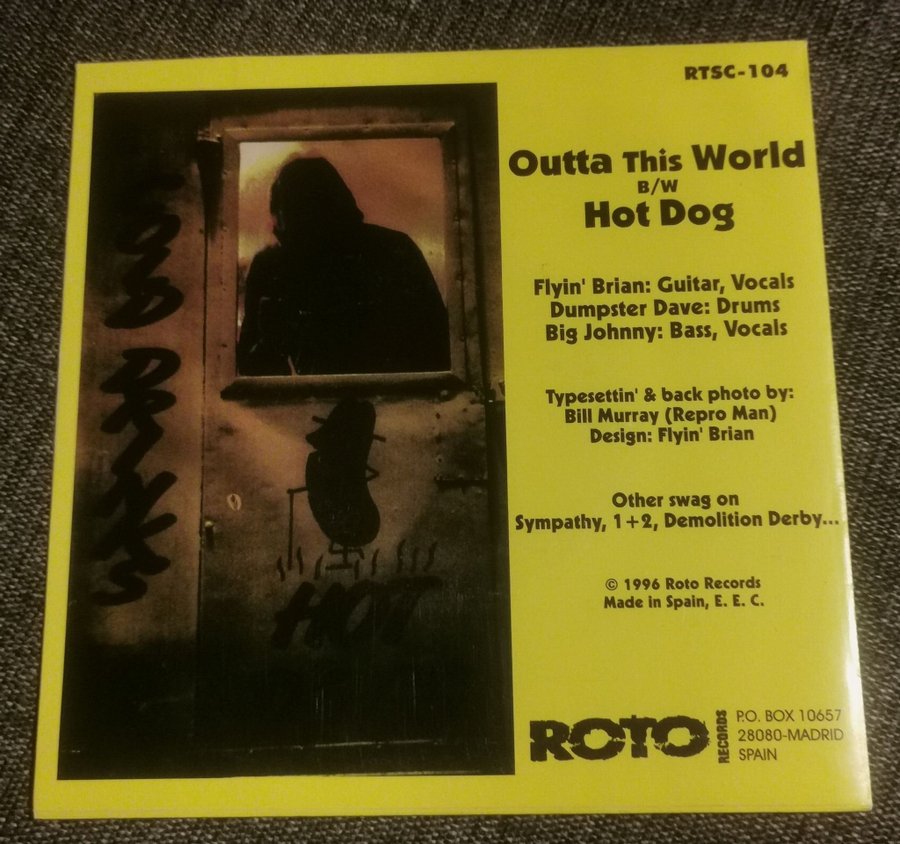 RTSC-104
Outta This World
B/W
Hot Dog
Flyin' Brian: Guitar, Vocals
Dumpster Dave: Drums
Big Johnny: Bass, Vocals
Typesettin' & back photo by:
Bill Murray (Repro Man)
Design: Flyin' Brian
Other swag on
Sympathy, 1+2, Demolition Derby...
© 1996 Roto Records
Made in Spain, E. E. C.
ROTO RECORDS
P.O. BOX 10657
28080-MADRID
SPAIN
HOT